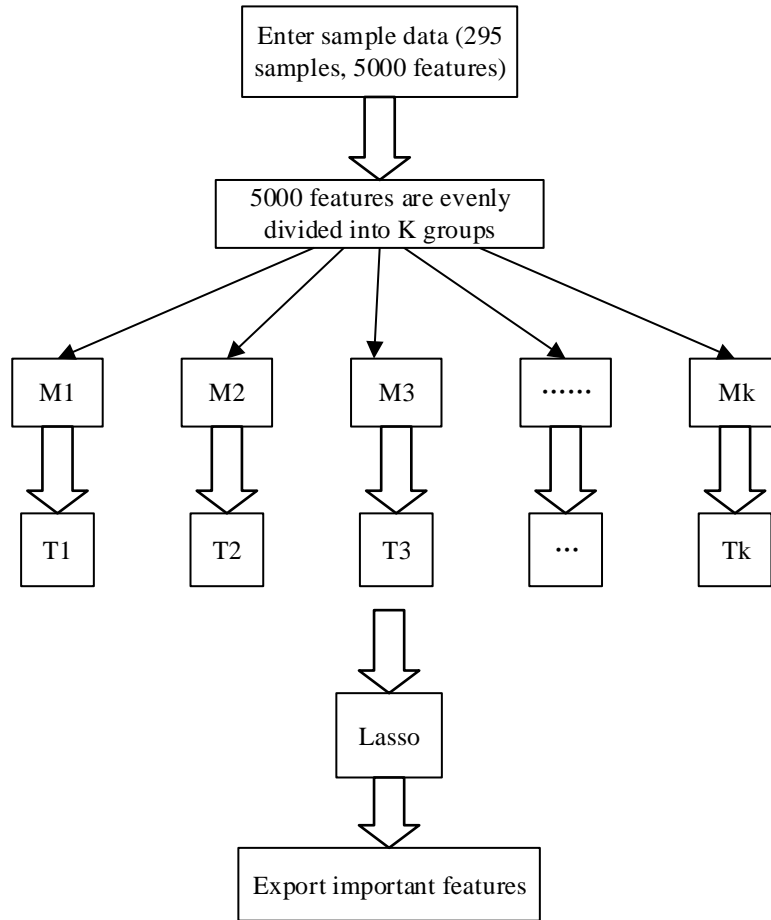 Enter sample data (295
samples, 5000 features)
5000 features are evenly
divided into K groups
M1
M2
M3
······
Mk
T1
T2
T3
···
Tk
Lasso
Export important features